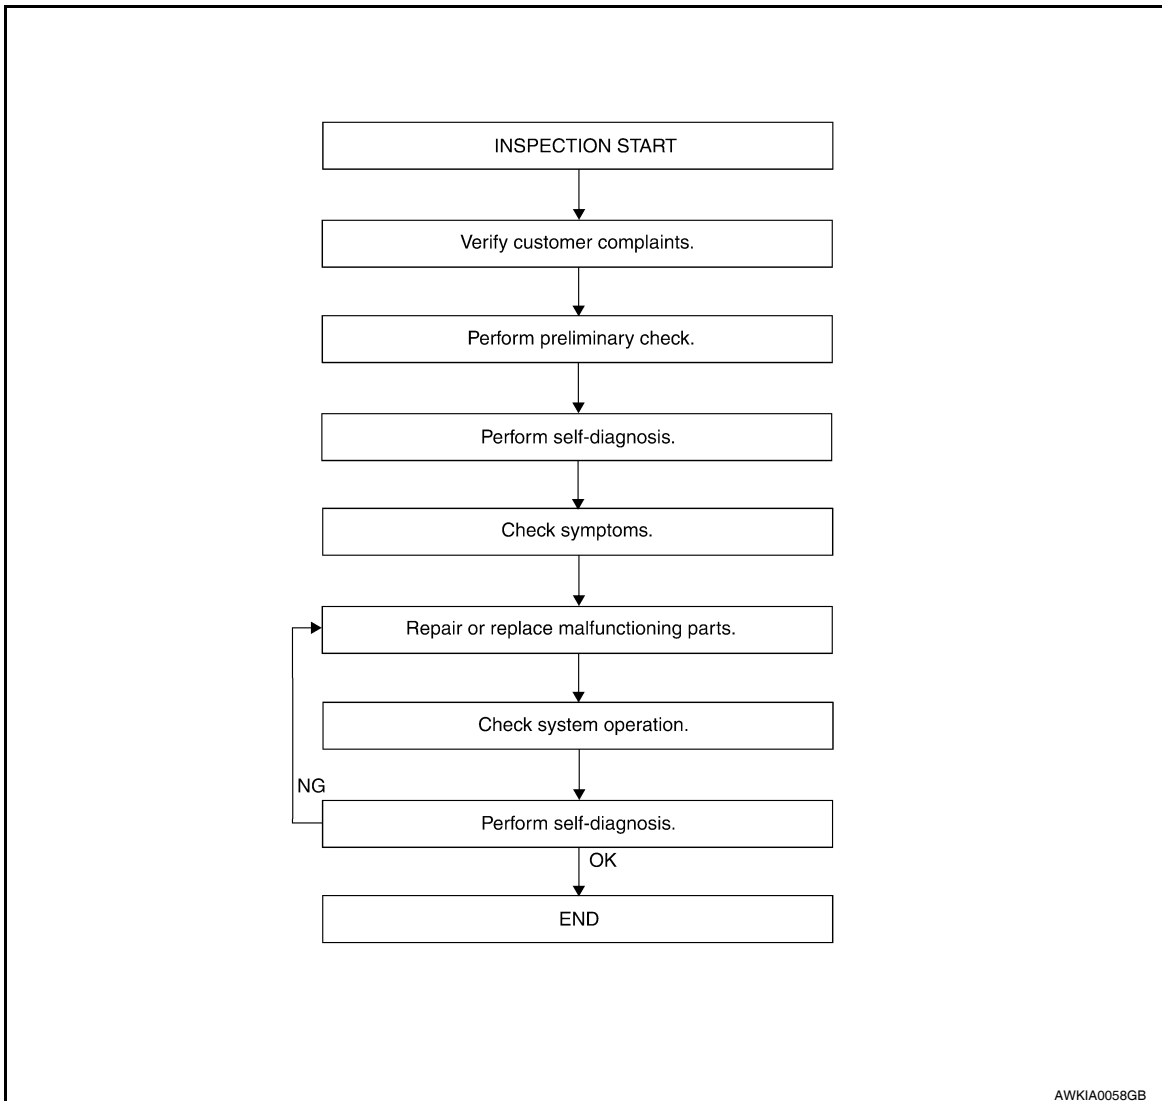 INSPECTION START
Verify customer complaints.
Perform preliminary check.
Perform self-diagnosis.
Check symptoms.
Repair or replace malfunctioning parts.
Check system operation.
NG
Perform self-diagnosis.
OK
END
AWKIA0058GB